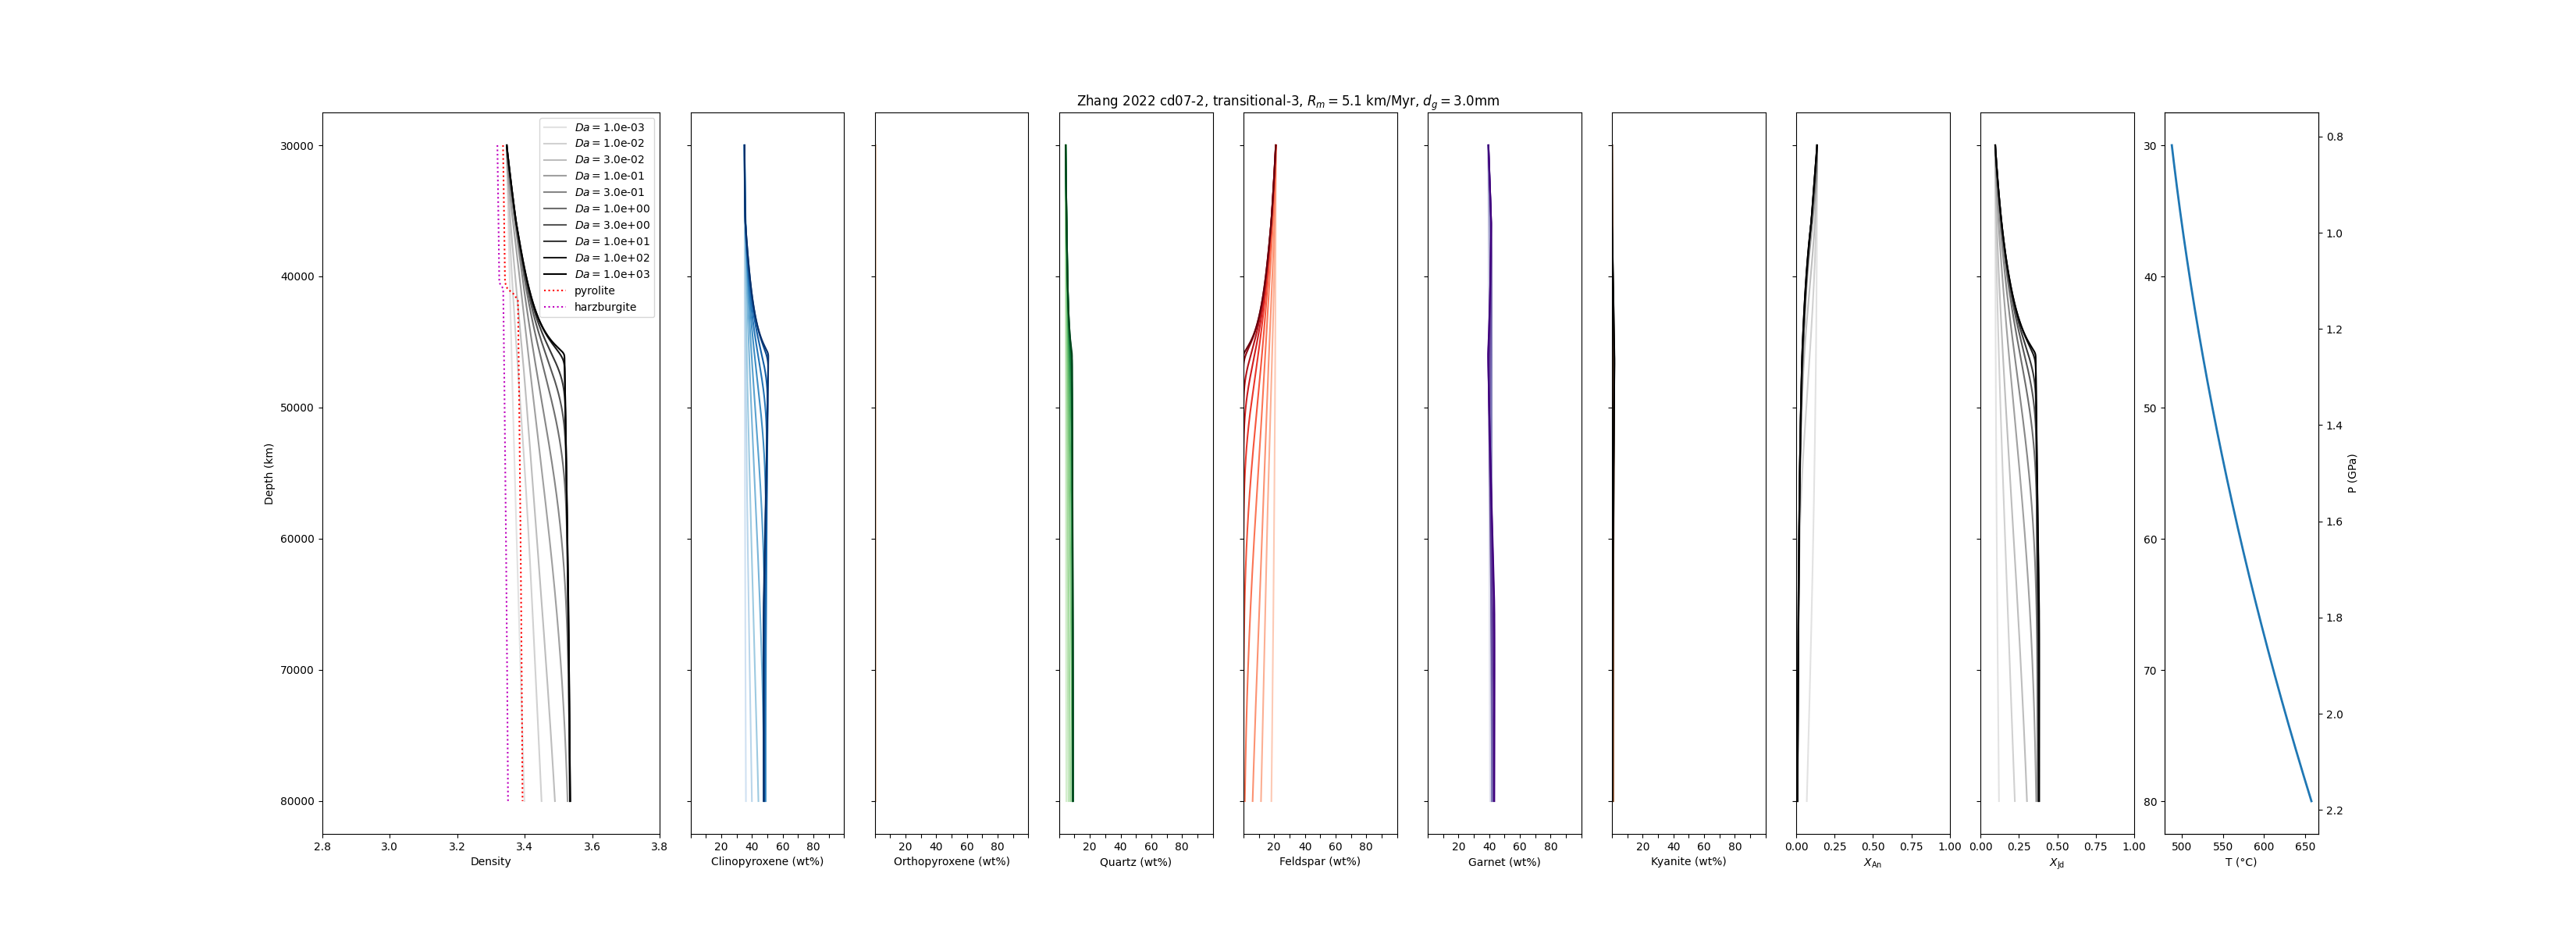 Zhang 2022 cd07-2, transitional-3, Rm = 5.1 km/Myr, dg = 3.0mm
Da = 1.0e-03
Da = 1.0e-02
Da = 3.0e-02
Da = 1.0e-01
Da = 3.0e-01
Da = 1.0e+00
Da = 3.0e+00
Da = 1.0e+01
Da = 1.0e+02
Da = 1.0e+03
pyrolite
harzburgite
Depth (km)
30000
40000
50000
60000
70000
80000
2.8 3.0 3.2 3.4 3.6 3.8
Density
20 40 60 80
Clinopyroxene (wt%)
20 40 60 80
Orthopyroxene (wt%)
20 40 60 80
Quartz (wt%)
20 40 60 80
Feldspar (wt%)
20 40 60 80
Garnet (wt%)
20 40 60 80
Kyanite (wt%)
0.00 0.25 0.50 0.75 1.00
XAn
0.00 0.25 0.50 0.75 1.00
XJd
30
40
50
60
70
80
500 550 600 650
T (°C)
0.8
1.0
1.2
1.4
1.6
1.8
2.0
2.2
P (GPa)